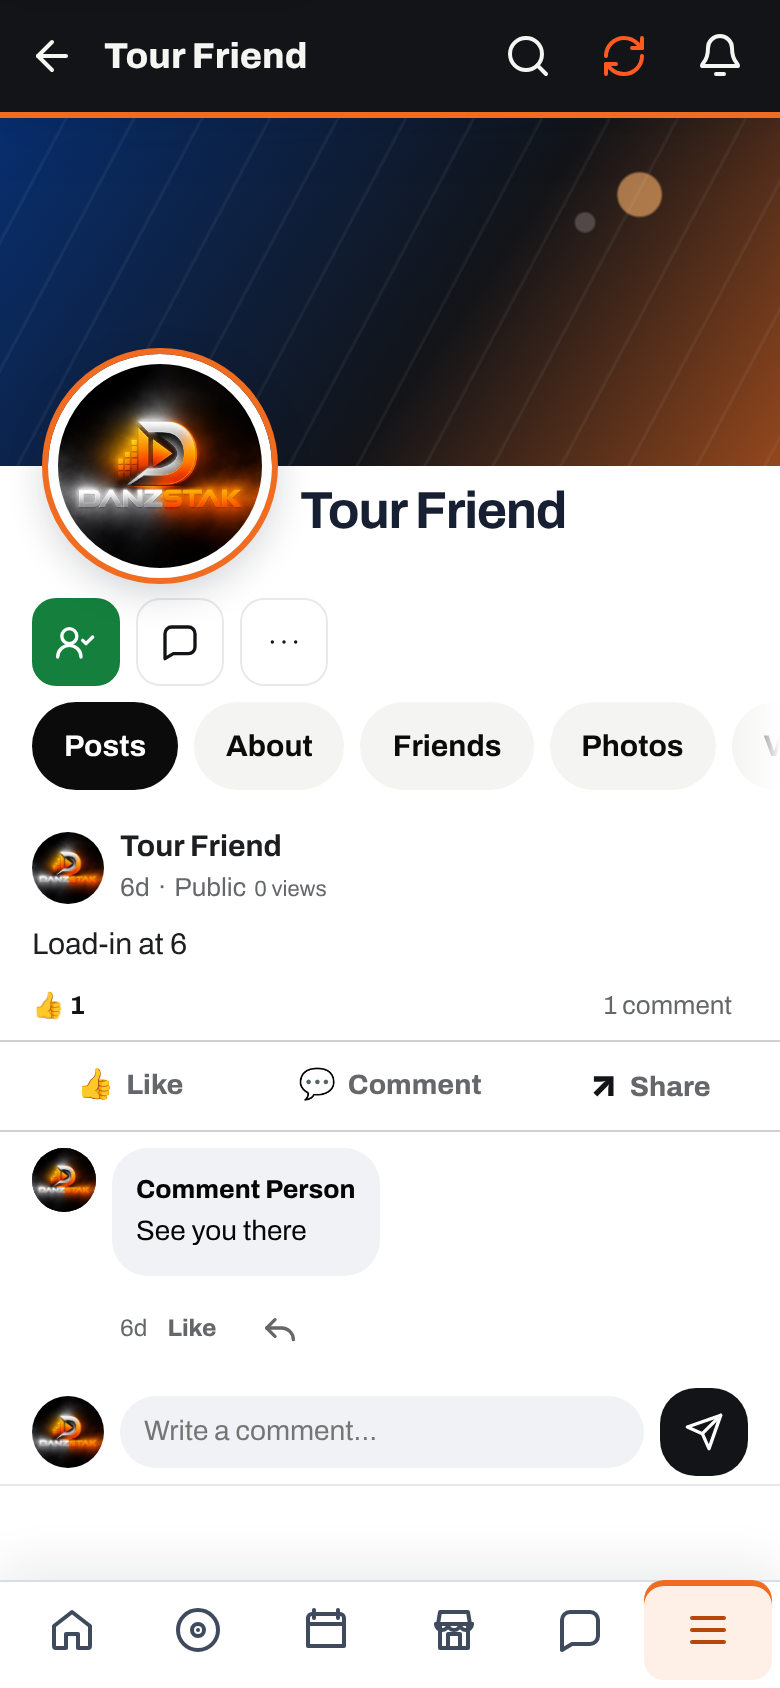 Tour Friend
DANZSTAK
Tour Friend
Posts About Friends Photos
Tour Friend
6d · Public 0 views
Load-in at 6
👍 1 1 comment
👍 Like 💬 Comment Share
Comment Person
See you there
6d Like
Write a comment...